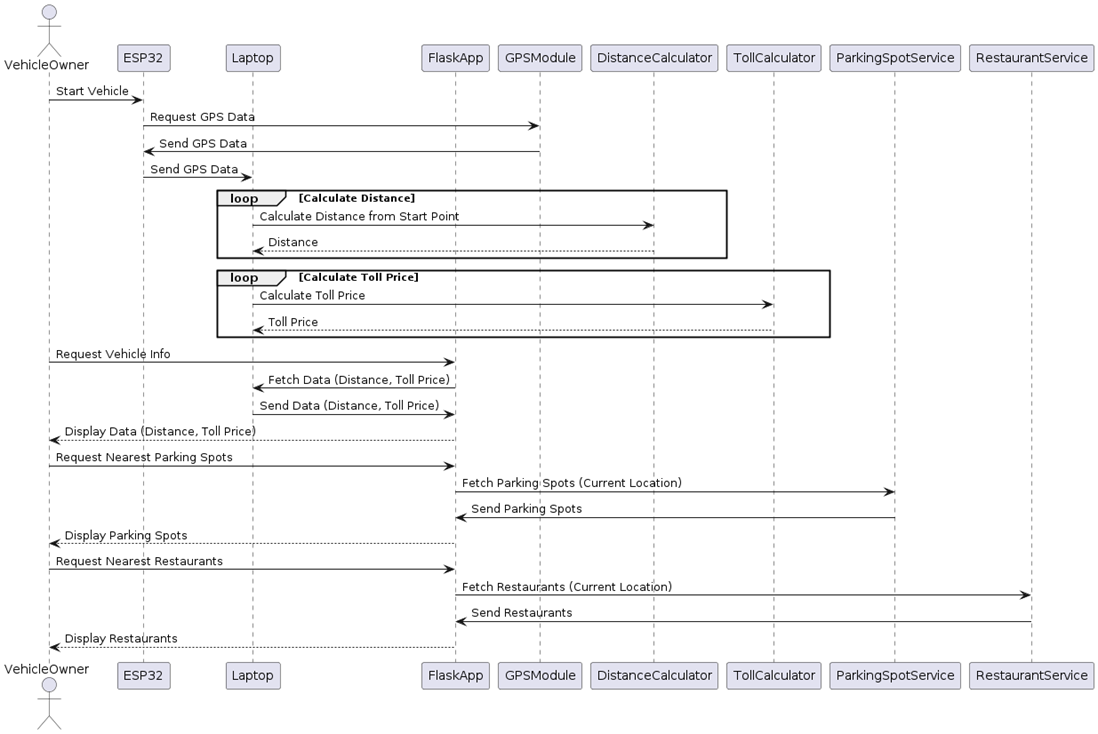 VehicleOwner
ESP32
Laptop
FlaskApp
GPSModule
DistanceCalculator
TollCalculator
ParkingSpotService
RestaurantService
Start Vehicle
Request GPS Data
Send GPS Data
Send GPS Data
loop [Calculate Distance]
Calculate Distance from Start Point
Distance
loop [Calculate Toll Price]
Calculate Toll Price
Toll Price
Request Vehicle Info
Fetch Data (Distance, Toll Price)
Send Data (Distance, Toll Price)
Display Data (Distance, Toll Price)
Request Nearest Parking Spots
Fetch Parking Spots (Current Location)
Send Parking Spots
Display Parking Spots
Request Nearest Restaurants
Fetch Restaurants (Current Location)
Send Restaurants
Display Restaurants
VehicleOwner
ESP32
Laptop
FlaskApp
GPSModule
DistanceCalculator
TollCalculator
ParkingSpotService
RestaurantService